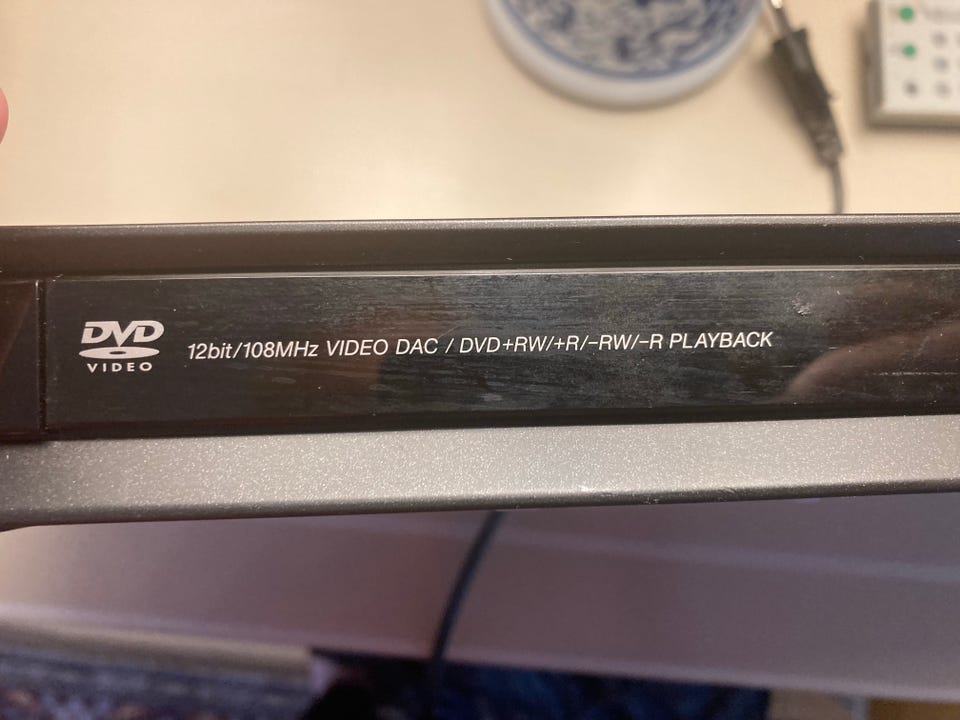 DVD
VIDEO
12bit/108MHz VIDEO DAC / DVD+RW/+R/-RW/-R PLAYBACK